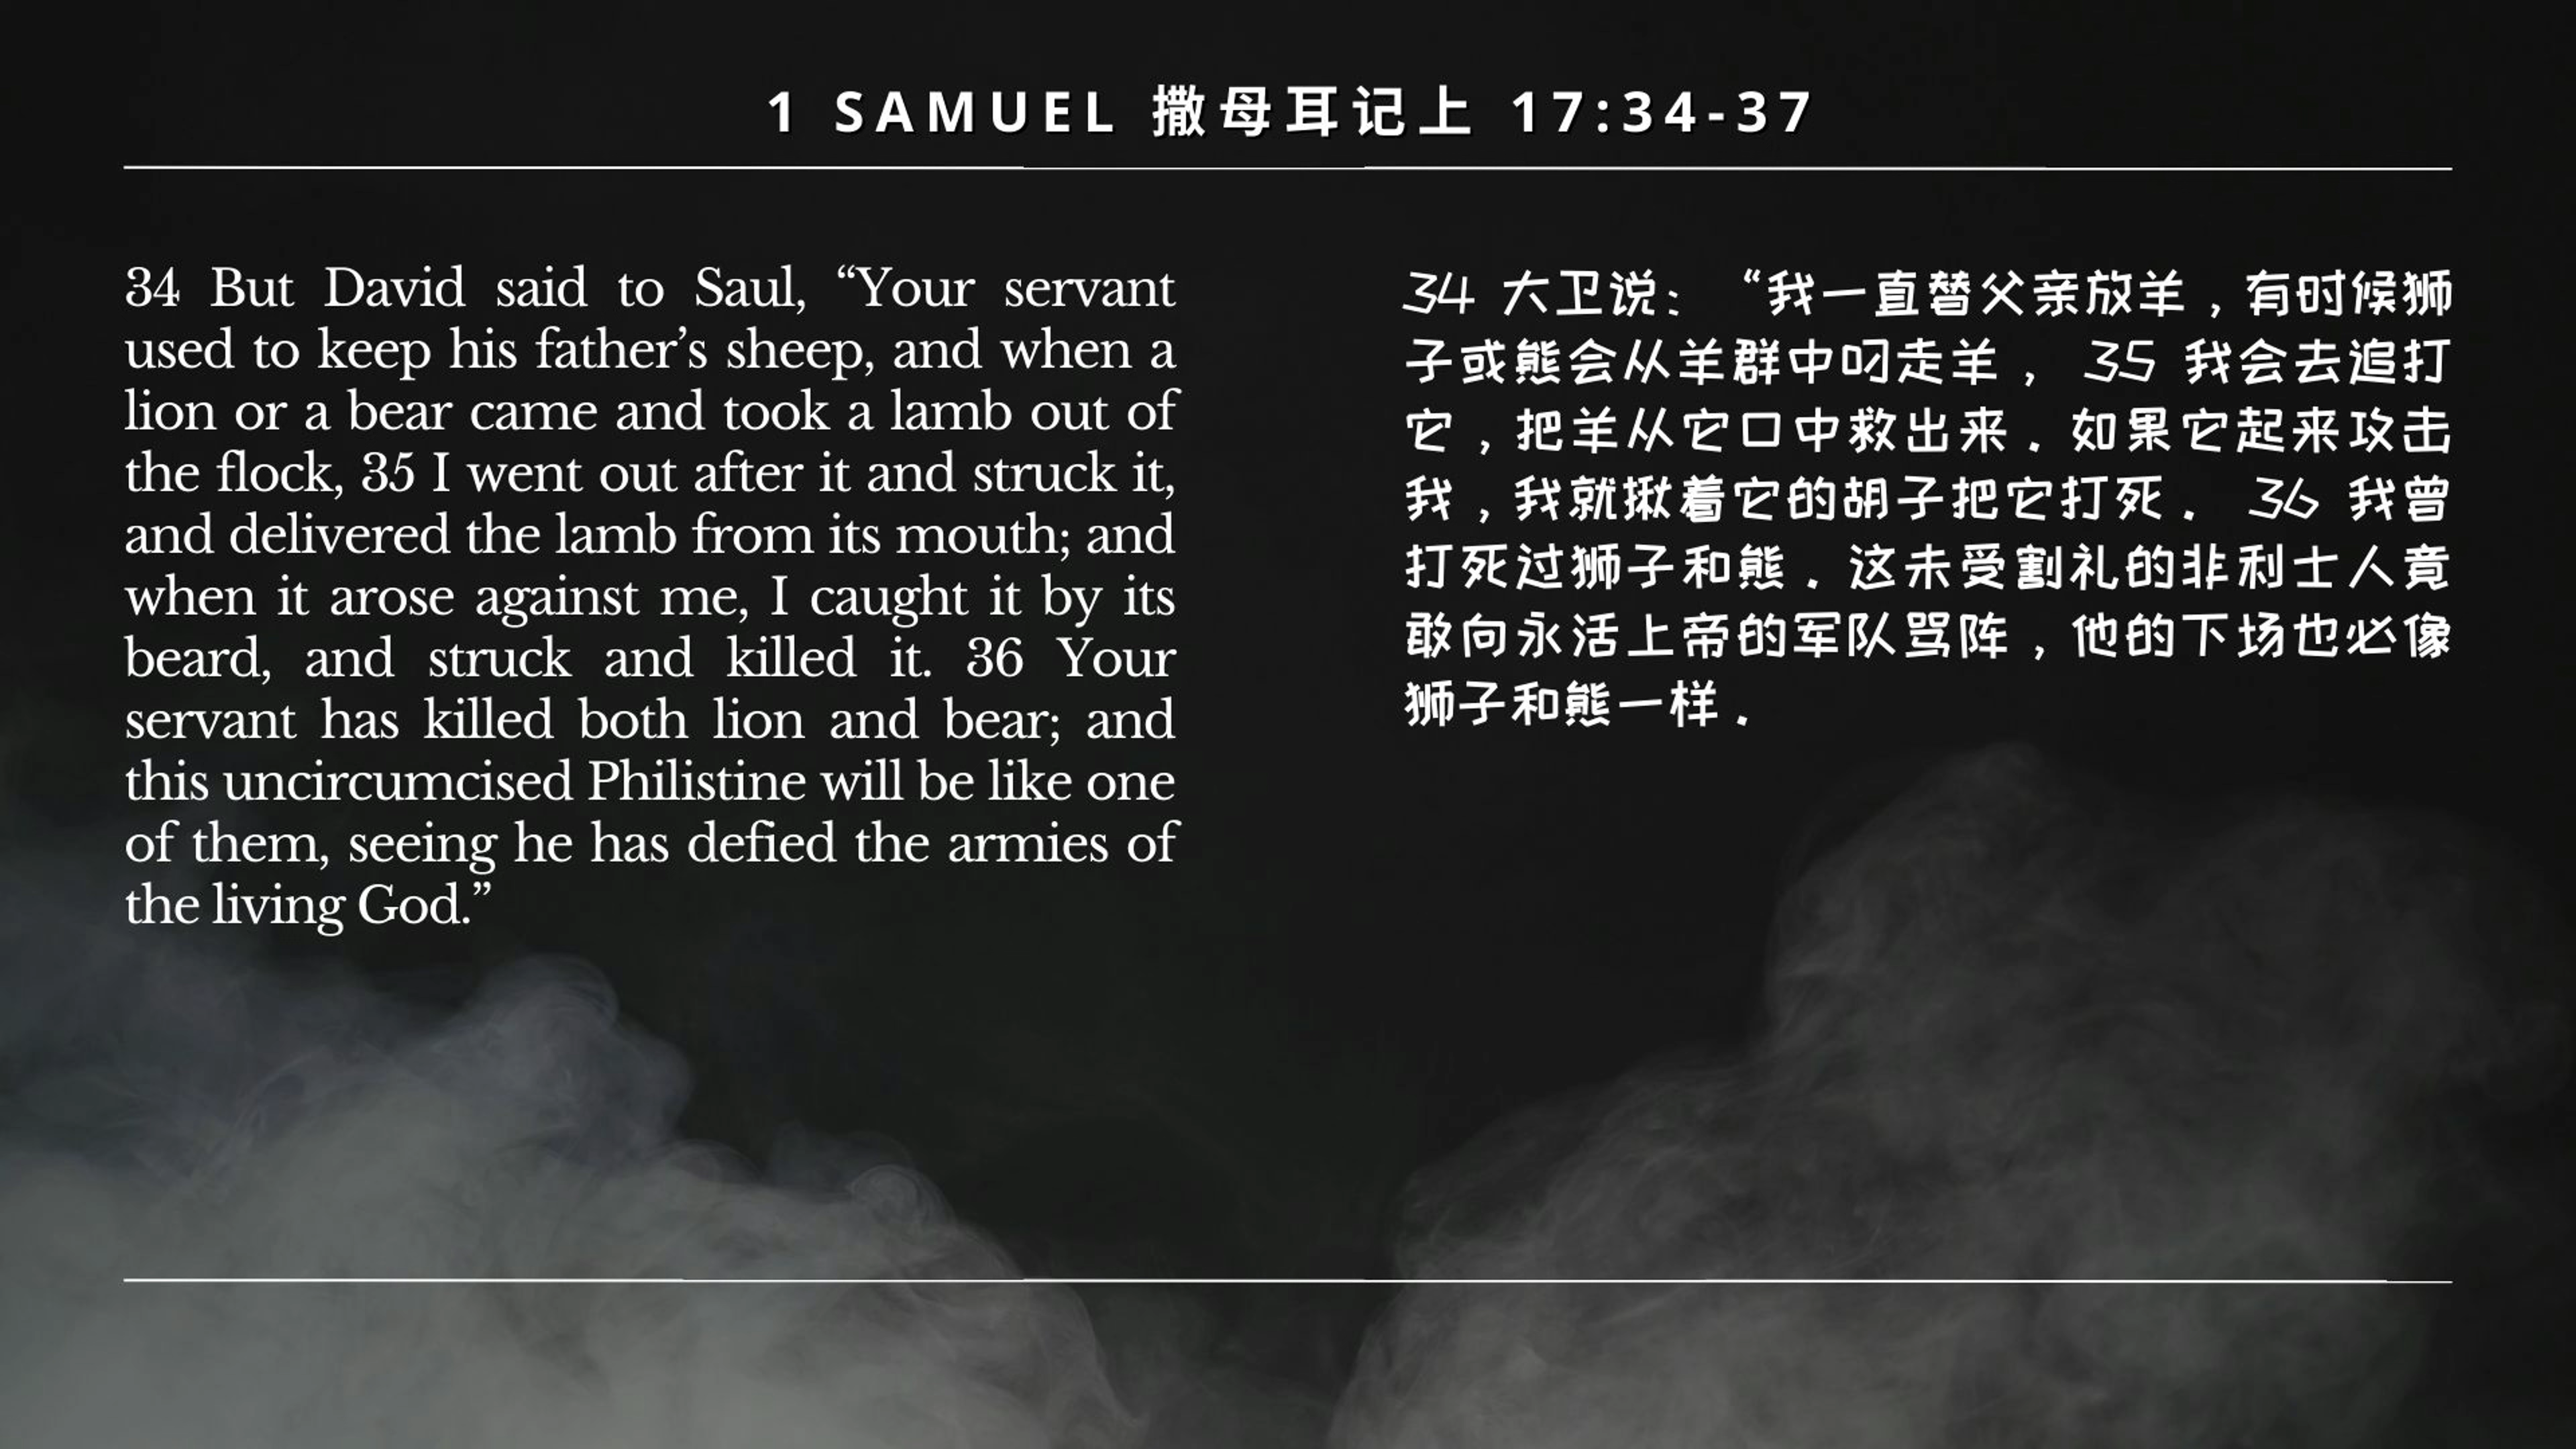 1 SAMUEL 撒母耳记上 17:34-37
34 But David said to Saul, “Your servant
used to keep his father’s sheep, and when a
lion or a bear came and took a lamb out of
the flock, 35 I went out after it and struck it,
and delivered the lamb from its mouth; and
when it arose against me, I caught it by its
beard, and struck and killed it. 36 Your
servant has killed both lion and bear; and
this uncircumcised Philistine will be like one
of them, seeing he has defied the armies of
the living God.”
34 大卫说：“我一直替父亲放羊，有时候狮
子或熊会从羊群中叼走羊， 35 我会去追打
它，把羊从它口中救出来．如果它起来攻击
我，我就揪着它的胡子把它打死． 36 我曾
打死过狮子和熊．这未受割礼的非利士人竟
敢向永活上帝的军队骂阵，他的下场也必像
狮子和熊一样．